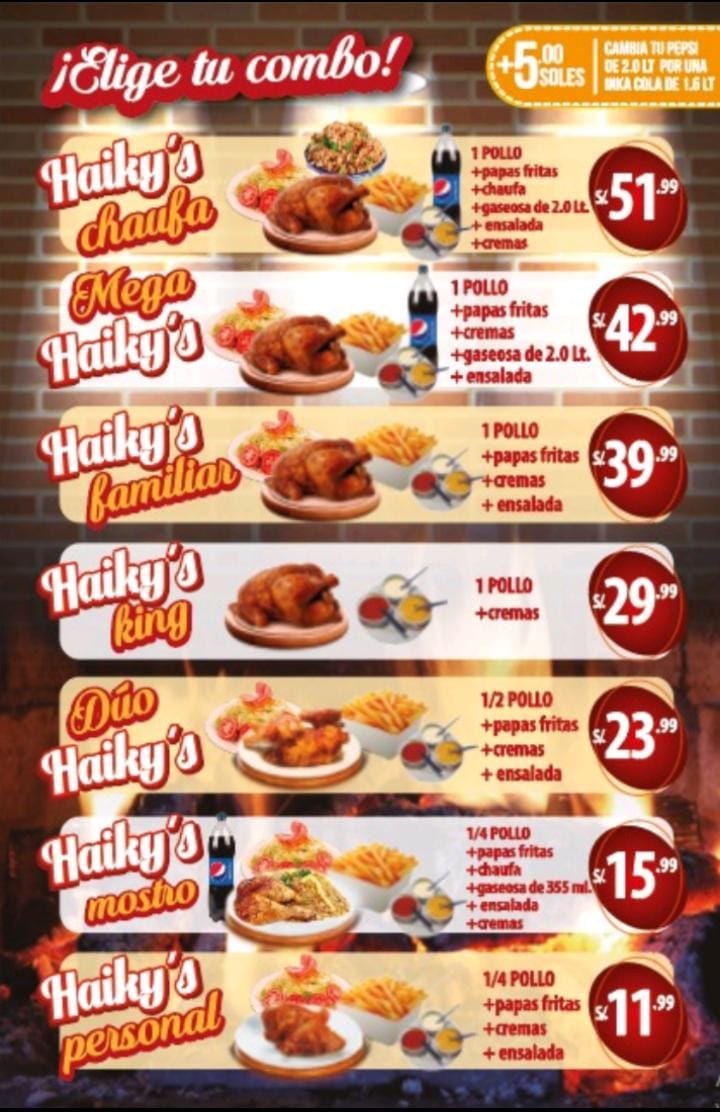 ¡Elige tu combo!
+5.00 SOLES
CAMBIA TU PEPSI
DE 2.0 LT POR UNA
INKA COLA DE 1.6 LT
Haiky's
chaufa
1 POLLO
+papas fritas
+chaufa
+gaseosa de 2.0 Lt.
+ ensalada
+cremas
S/. 51.99
Mega
Haiky's
1 POLLO
+papas fritas
+cremas
+gaseosa de 2.0 Lt.
+ ensalada
S/. 42.99
Haiky's
familiar
1 POLLO
+papas fritas
+cremas
+ ensalada
S/. 39.99
Haiky's
king
1 POLLO
+cremas
S/. 29.99
Dúo
Haiky's
1/2 POLLO
+papas fritas
+cremas
+ ensalada
S/. 23.99
Haiky's
mostro
1/4 POLLO
+papas fritas
+chaufa
+gaseosa de 355 ml.
+ ensalada
+cremas
S/. 15.99
Haiky's
personal
1/4 POLLO
+papas fritas
+cremas
+ ensalada
S/. 11.99